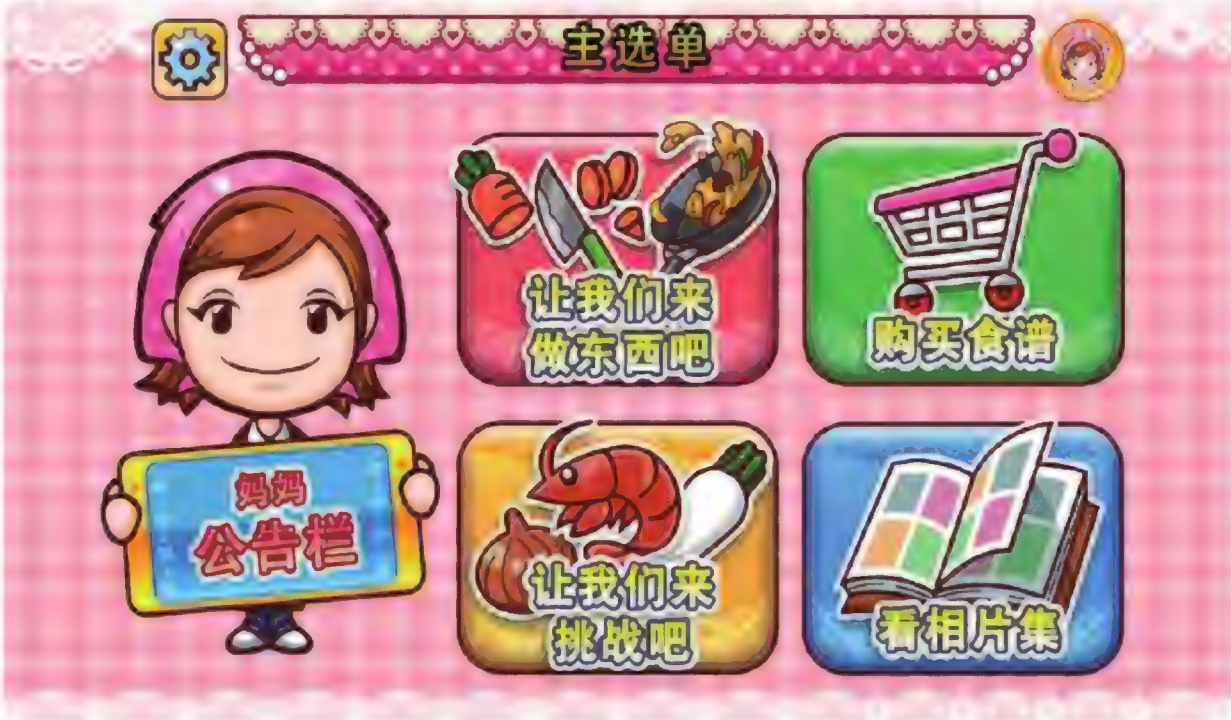 主选单
让我们来
做东西吧
购买食谱
妈妈
公告栏
让我们来
挑战吧
看相片集